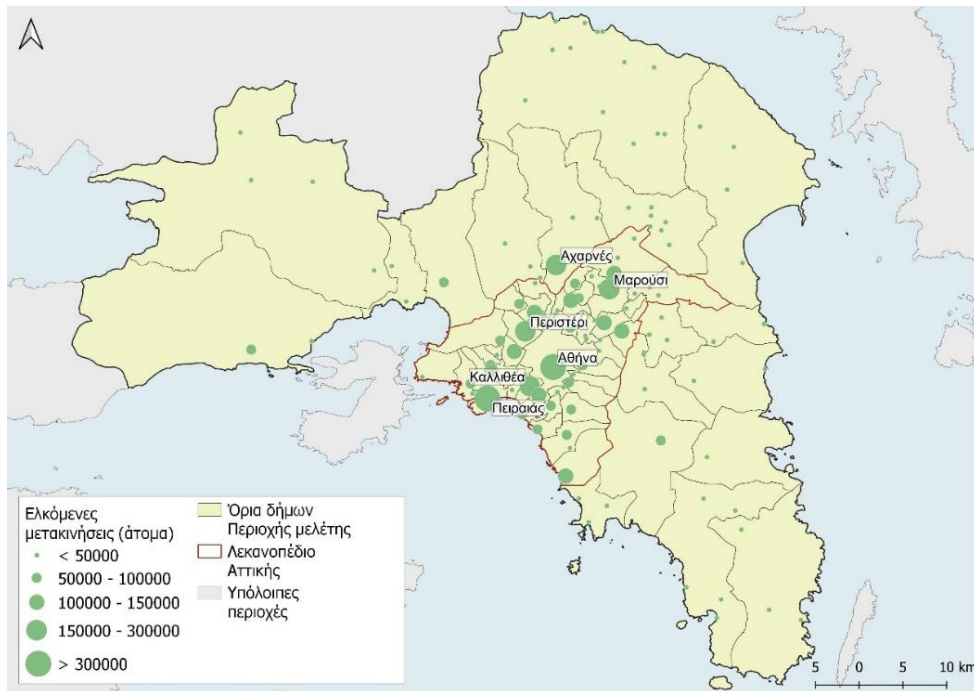 Αχαρνές
Μαρούσι
Περιστέρι
Αθήνα
Καλλιθέα
Πειραιάς
Ελκόμενες
μετακινήσεις (άτομα)
< 50000
50000 - 100000
100000 - 150000
150000 - 300000
> 300000
Όρια δήμων
Περιοχής μελέτης
Λεκανοπέδιο
Αττικής
Υπόλοιπες
περιοχές
5 0 5 10 km